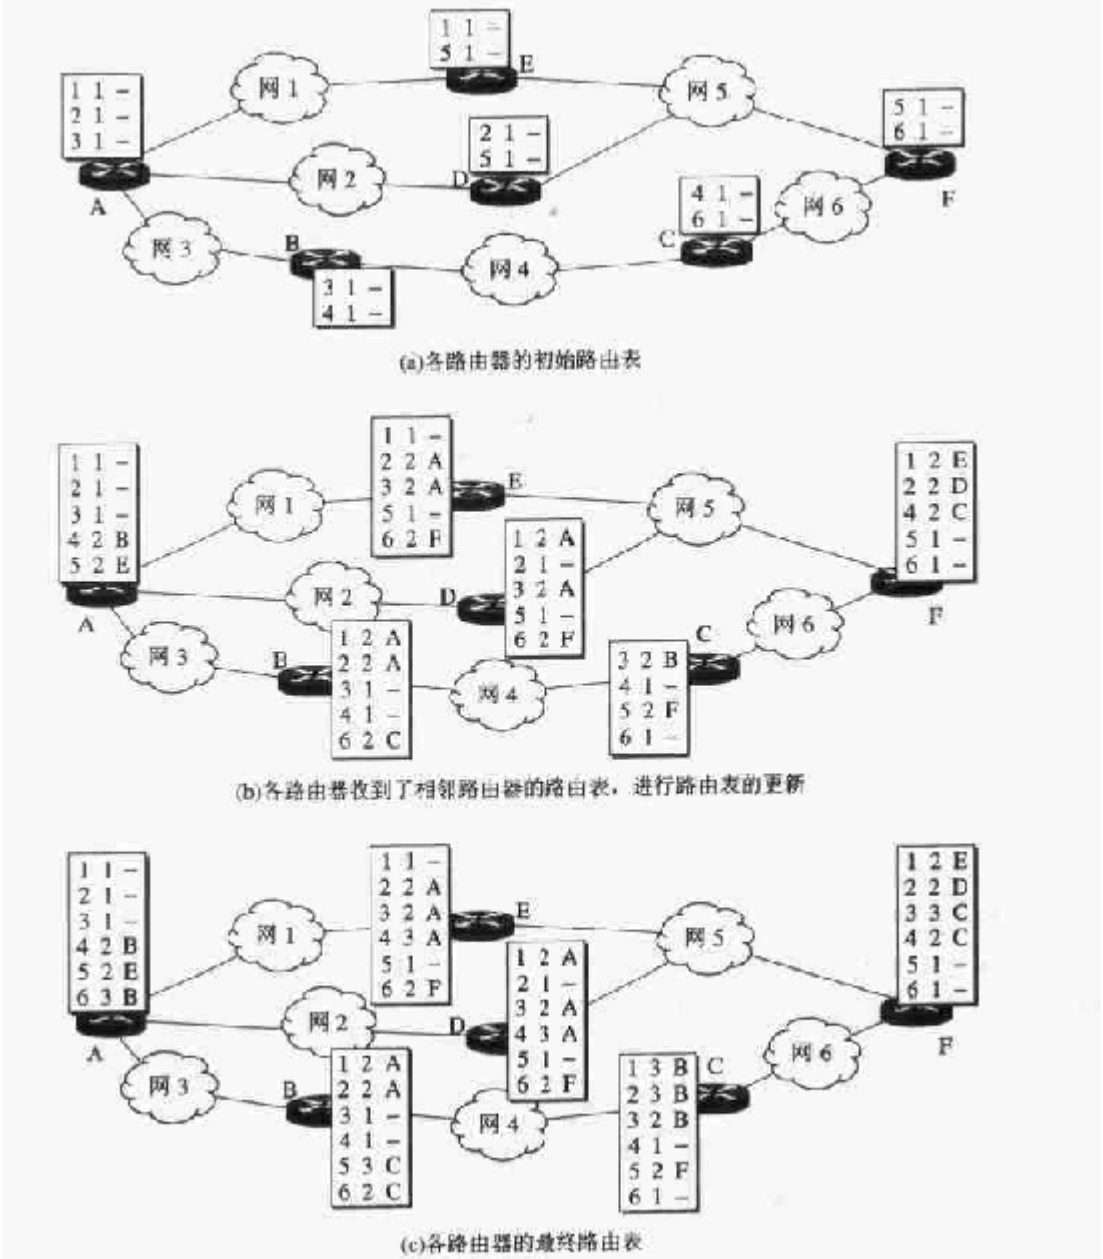 1 1 –
5 1 –
E
网1
网5
1 1 –
2 1 –
3 1 –
A
2 1 –
5 1 –
D
网2
5 1 –
6 1 –
F
4 1 –
6 1 –
C
网6
网3
B
网4
3 1 –
4 1 –
(a)各路由器的初始路由表
1 1 –
2 2 A
3 2 A
5 1 –
6 2 F
E
网1
网5
1 1 –
2 1 –
3 1 –
4 2 B
5 2 E
A
1 2 E
2 2 D
4 2 C
5 1 –
6 1 –
F
1 2 A
2 1 –
3 2 A
5 1 –
6 2 F
D
网2
网3
B
1 2 A
2 2 A
3 1 –
4 1 –
6 2 C
网4
3 2 B
4 1 –
5 2 F
6 1 –
C
网6
(b)各路由器收到了相邻路由器的路由表,进行路由表的更新
1 1 –
2 2 A
3 2 A
4 3 A
5 1 –
6 2 F
E
网1
网5
1 1 –
2 1 –
3 1 –
4 2 B
5 2 E
6 3 B
A
1 2 E
2 2 D
3 3 C
4 2 C
5 1 –
6 1 –
F
1 2 A
2 1 –
3 2 A
4 3 A
5 1 –
6 2 F
D
网2
网3
B
1 2 A
2 2 A
3 1 –
4 1 –
5 3 C
6 2 C
网4
1 3 B
2 3 B
3 2 B
4 1 –
5 2 F
6 1 –
C
网6
(c)各路由器的最终路由表